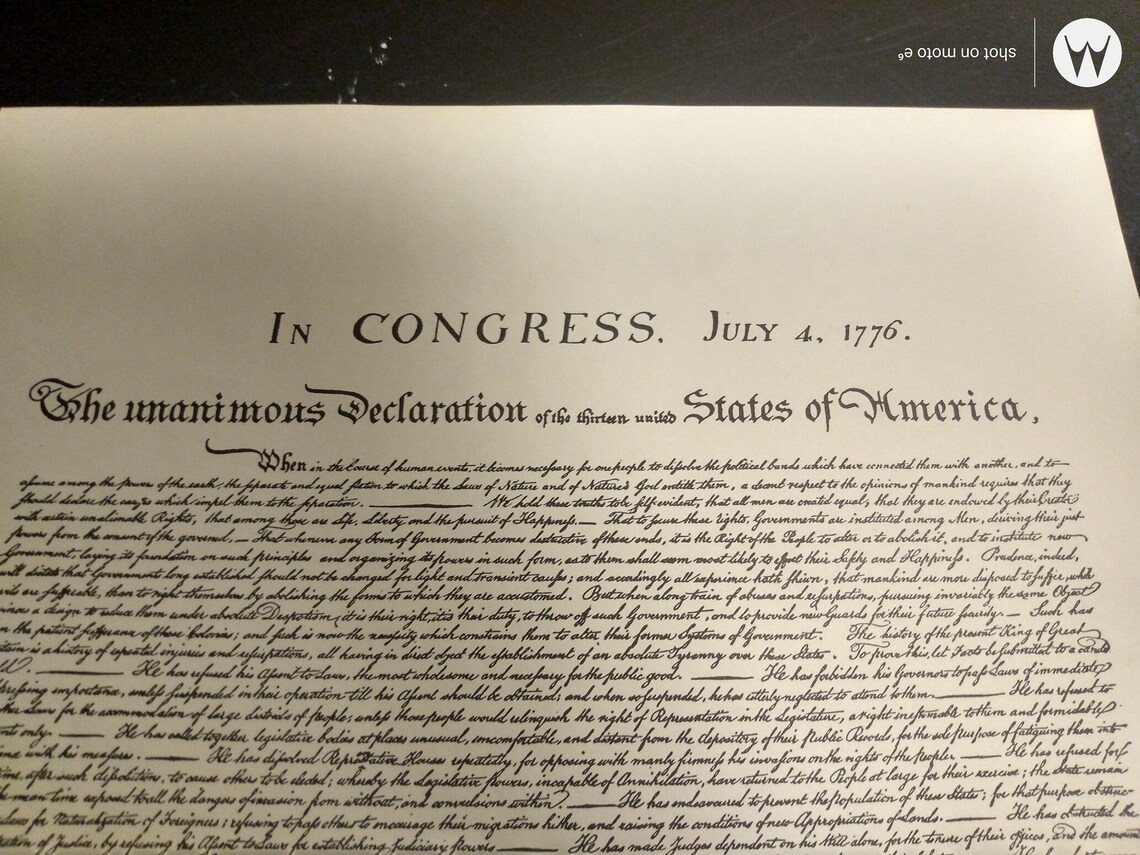 shot on moto e⁶
IN CONGRESS. JULY 4, 1776.
The unanimous Declaration of the thirteen united States of America,
When in the Course of human events, it becomes necessary for one people to dissolve the political bands which have connected them with another, and to
assume among the powers of the earth, the separate and equal station to which the Laws of Nature and of Nature's God entitle them, a decent respect to the opinions of mankind requires that they
should declare the causes which impel them to the separation. ——— We hold these truths to be self-evident, that all men are created equal, that they are endowed by their Creator
with certain unalienable Rights, that among these are Life, Liberty and the pursuit of Happiness.— That to secure these rights, Governments are instituted among Men, deriving their just
powers from the consent of the governed,— That whenever any Form of Government becomes destructive of these ends, it is the Right of the People to alter or to abolish it, and to institute new
Government, laying its foundation on such principles and organizing its powers in such form, as to them shall seem most likely to effect their Safety and Happiness. Prudence, indeed,
will dictate that Governments long established should not be changed for light and transient causes; and accordingly all experience hath shewn, that mankind are more disposed to suffer, while
evils are sufferable, than to right themselves by abolishing the forms to which they are accustomed. But when a long train of abuses and usurpations, pursuing invariably the same Object
evinces a design to reduce them under absolute Despotism, it is their right, it is their duty, to throw off such Government, and to provide new Guards for their future security.— Such has
the patient sufferance of these Colonies; and such is now the necessity which constrains them to alter their former Systems of Government. The history of the present King of Great
is a history of repeated injuries and usurpations, all having in direct object the establishment of an absolute Tyranny over these States. To prove this, let Facts be submitted to a candid
——— He has refused his Assent to Laws, the most wholesome and necessary for the public good. ——— He has forbidden his Governors to pass Laws of immediate
pressing importance, unless suspended in their operation till his Assent should be obtained; and when so suspended, he has utterly neglected to attend to them. ——— He has refused to
other Laws for the accommodation of large districts of people, unless those people would relinquish the right of Representation in the Legislature, a right inestimable to them and formidable
only. —— He has called together legislative bodies at places unusual, uncomfortable, and distant from the depository of their Public Records, for the sole purpose of fatiguing them into
with his measures. ——— He has dissolved Representative Houses repeatedly, for opposing with manly firmness his invasions on the rights of the people. ——— He has refused for
time, after such dissolutions, to cause others to be elected; whereby the Legislative powers, incapable of Annihilation, have returned to the People at large for their exercise; the State remain
mean time exposed to all the dangers of invasion from without, and convulsions within. ——— He has endeavoured to prevent the population of these States; for that purpose obstruc
Laws for Naturalization of Foreigners; refusing to pass others to encourage their migrations hither, and raising the conditions of new Appropriations of Lands. ——— He has obstructed the
of Justice, by refusing his Assent to Laws for establishing Judiciary powers ——— He has made Judges dependent on his Will alone, for the tenure of their offices, and the amount